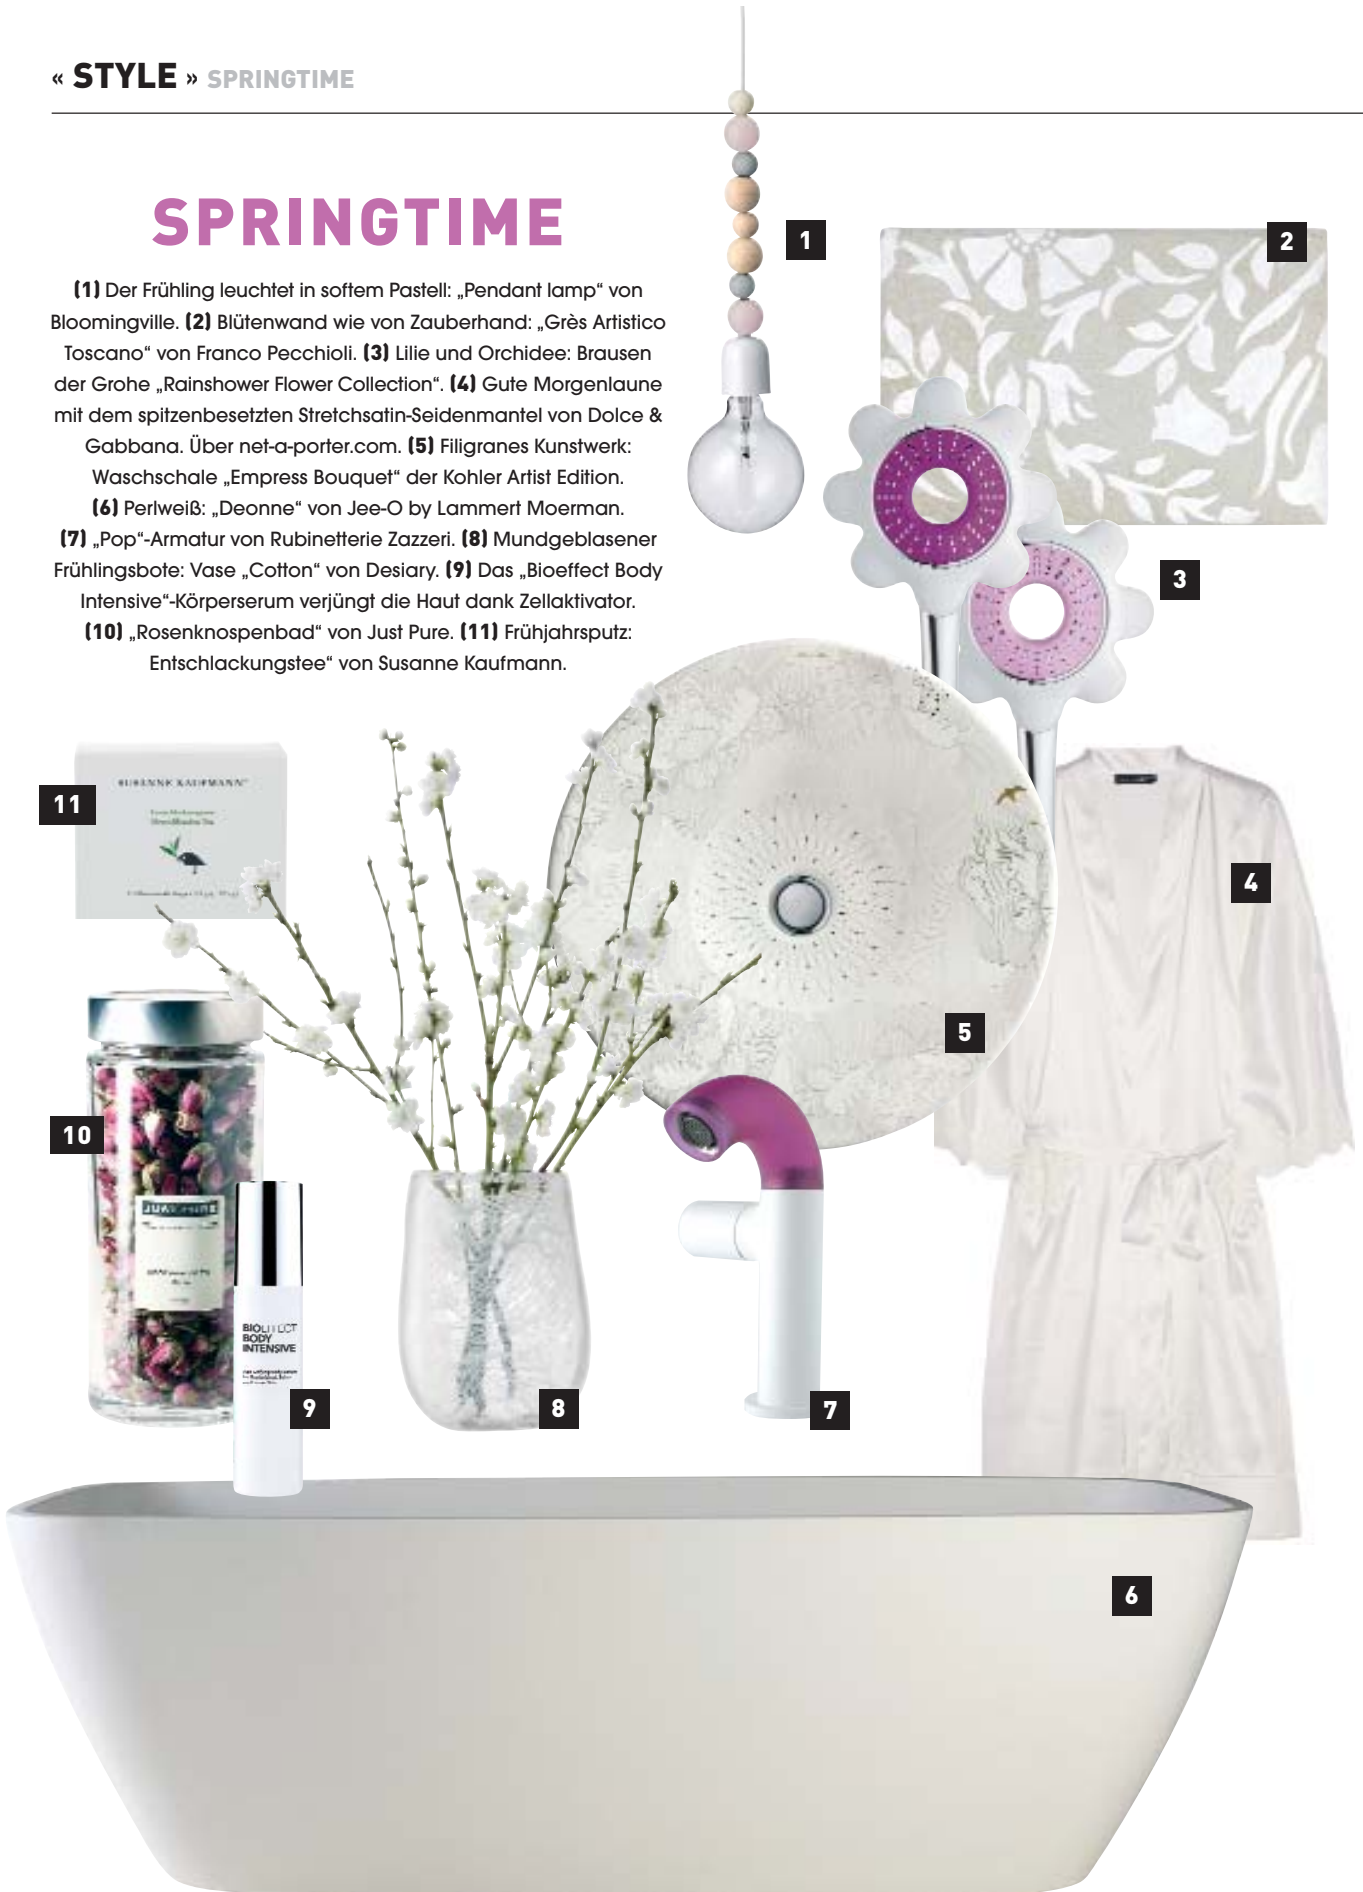 « STYLE » SPRINGTIME
SPRINGTIME
(1) Der Frühling leuchtet in softem Pastell: „Pendant lamp“ von
Bloomingville. (2) Blütenwand wie von Zauberhand: „Grès Artistico
Toscano“ von Franco Pecchioli. (3) Lilie und Orchidee: Brausen
der Grohe „Rainshower Flower Collection“. (4) Gute Morgenlaune
mit dem spitzenbesetzten Stretchsatin-Seidenmantel von Dolce &
Gabbana. Über net-a-porter.com. (5) Filigranes Kunstwerk:
Waschschale „Empress Bouquet“ der Kohler Artist Edition.
(6) Perlweiß: „Deonne“ von Jee-O by Lammert Moerman.
(7) „Pop“-Armatur von Rubinetterie Zazzeri. (8) Mundgeblasener
Frühlingsbote: Vase „Cotton“ von Desiary. (9) Das „Bioeffect Body
Intensive“-Körperserum verjüngt die Haut dank Zellaktivator.
(10) „Rosenknospenbad“ von Just Pure. (11) Frühjahrsputz:
Entschlackungstee“ von Susanne Kaufmann.
1
2
3
SUSANNE KAUFMANN
11
4
5
10
JUST PURE
BIOEFFECT
BODY
INTENSIVE
9
8
7
6